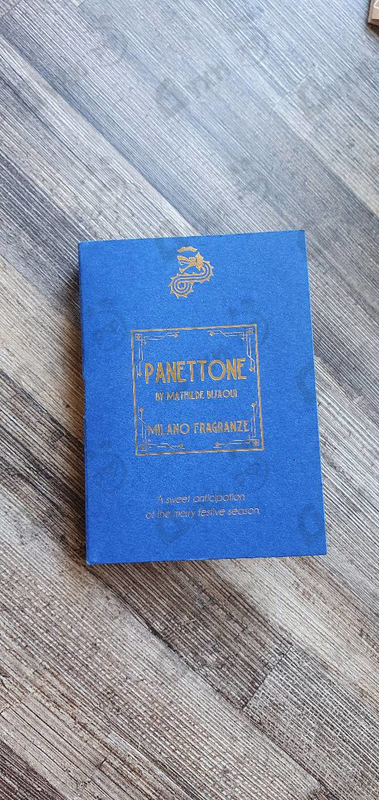 PANETTONE
BY MATHILDE BIJAOUI
MILANO FRAGRANZE
A sweet anticipation
of the merry festive season.